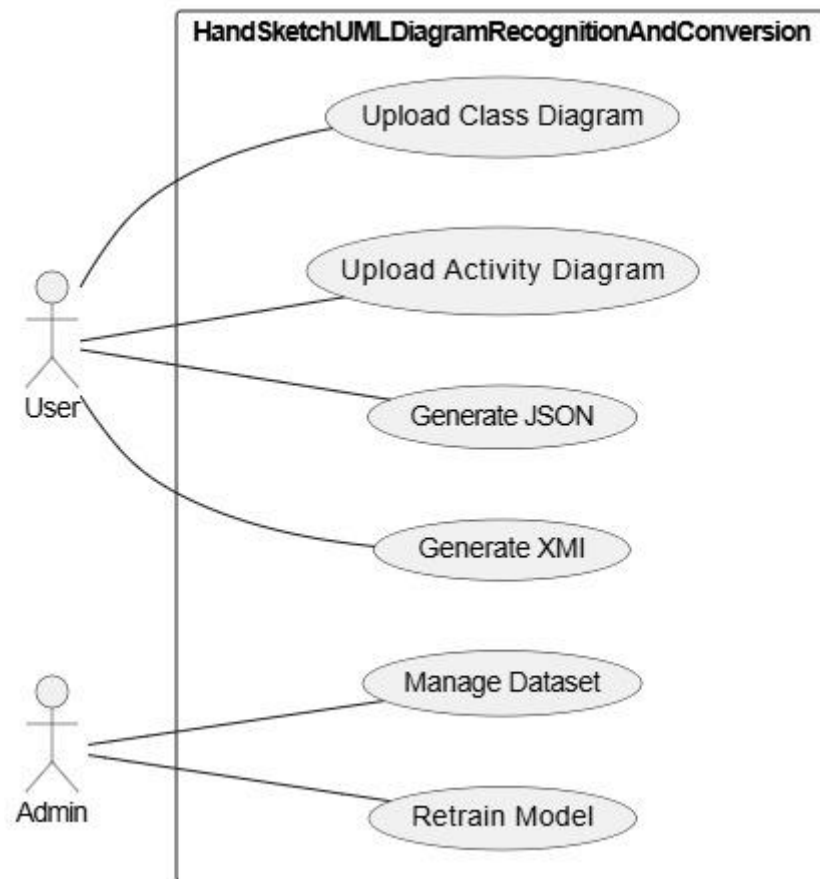 HandSketchUMLDiagramRecognitionAndConversion
Upload Class Diagram
Upload Activity Diagram
Generate JSON
User
Generate XMI
Manage Dataset
Admin
Retrain Model